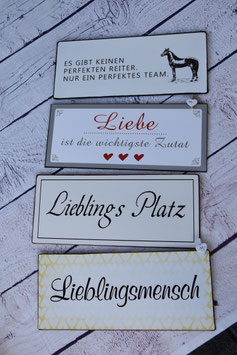 ES GIBT KEINEN
PERFEKTEN REITER.
NUR EIN PERFEKTES TEAM.
Liebe
ist die wichtigste Zutat
Lieblings Platz
Lieblingsmensch